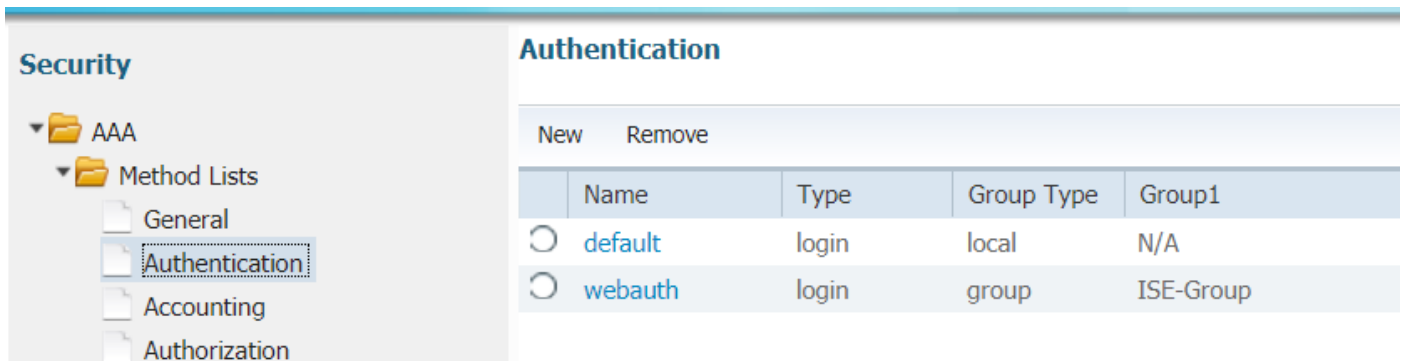 Security
AAA
Method Lists
General
Authentication
Accounting
Authorization
Authentication
New Remove
Name Type Group Type Group1
default login local N/A
webauth login group ISE-Group